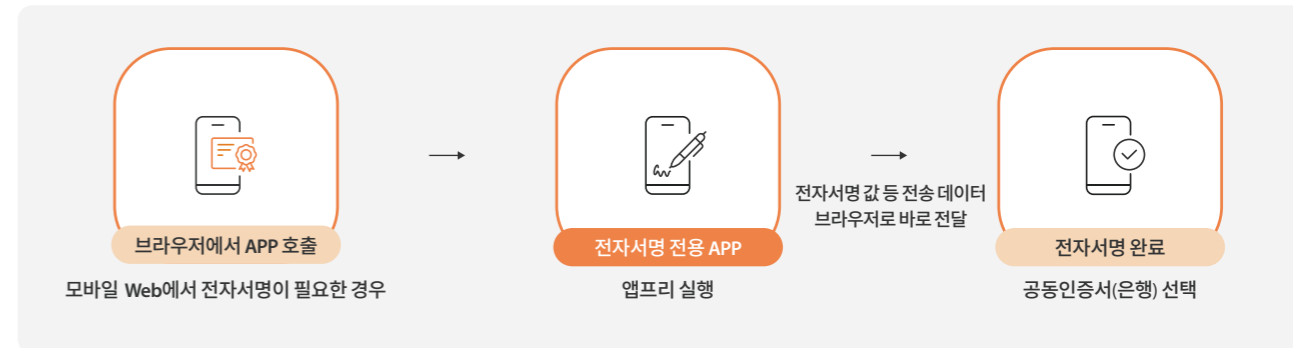 브라우저에서 APP 호출
모바일 Web에서 전자서명이 필요한 경우
전자서명 전용 APP
앱프리 실행
전자서명 값 등 전송 데이터
브라우저로 바로 전달
전자서명 완료
공동인증서(은행) 선택